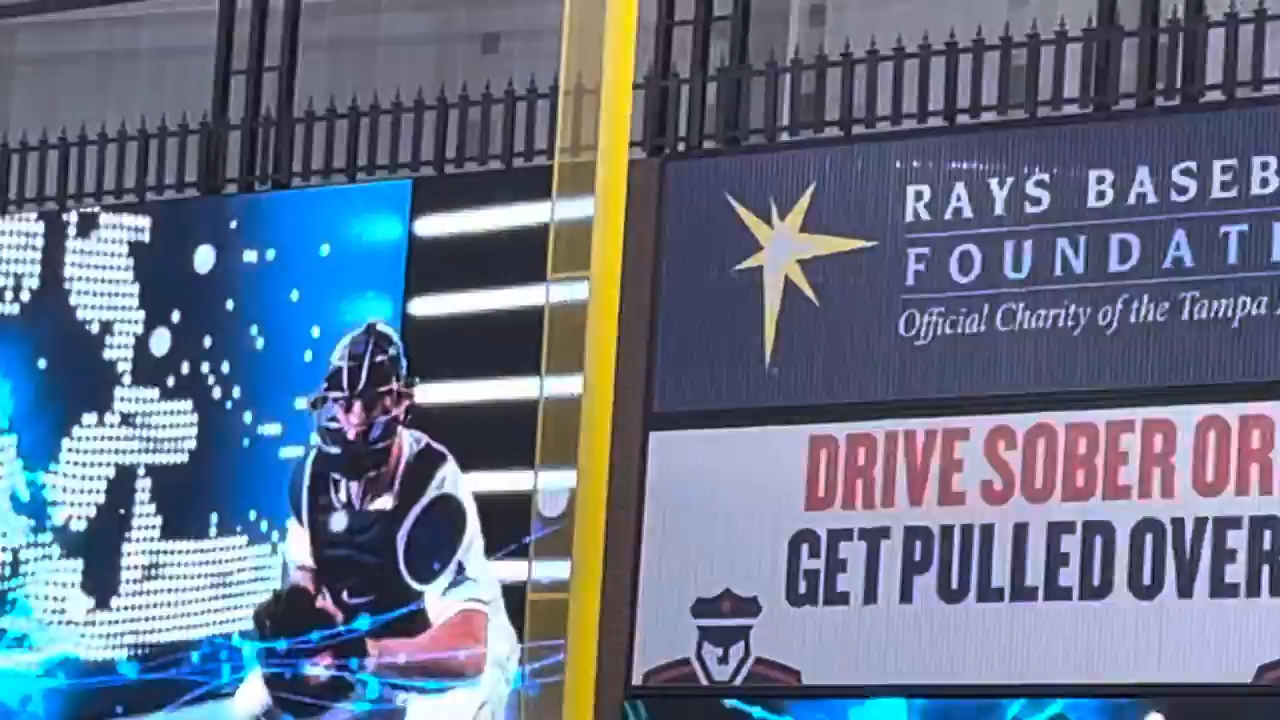 RAYS BASEB
FOUNDATI
Official Charity of the Tampa
DRIVE SOBER OR
GET PULLED OVER